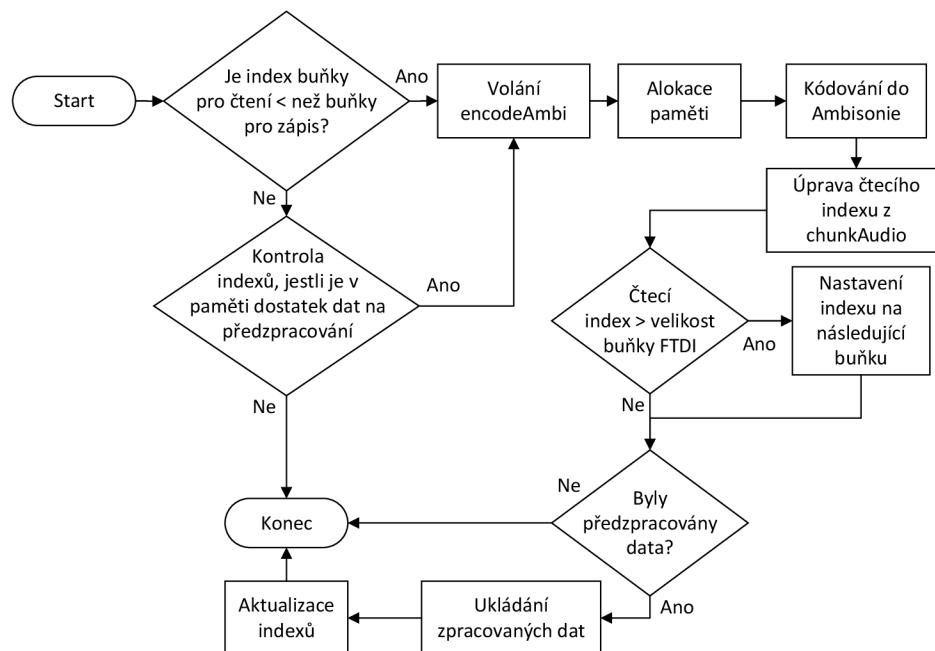 Start
Je index buňky
pro čtení < než buňky
pro zápis?
Ano
Volání
encodeAmbi
Alokace
paměti
Kódování do
Ambisonie
Ne
Úprava čtecího
indexu z
chunkAudio
Kontrola
indexů, jestli je v
paměti dostatek dat na
předzpracování
Ano
Čtecí
index > velikost
buňky FTDI
Ano
Nastavení
indexu na
následující
buňku
Ne
Ne
Ne
Byly
předzpracovány
data?
Konec
Ano
Ukládání
zpracovaných dat
Aktualizace
indexů